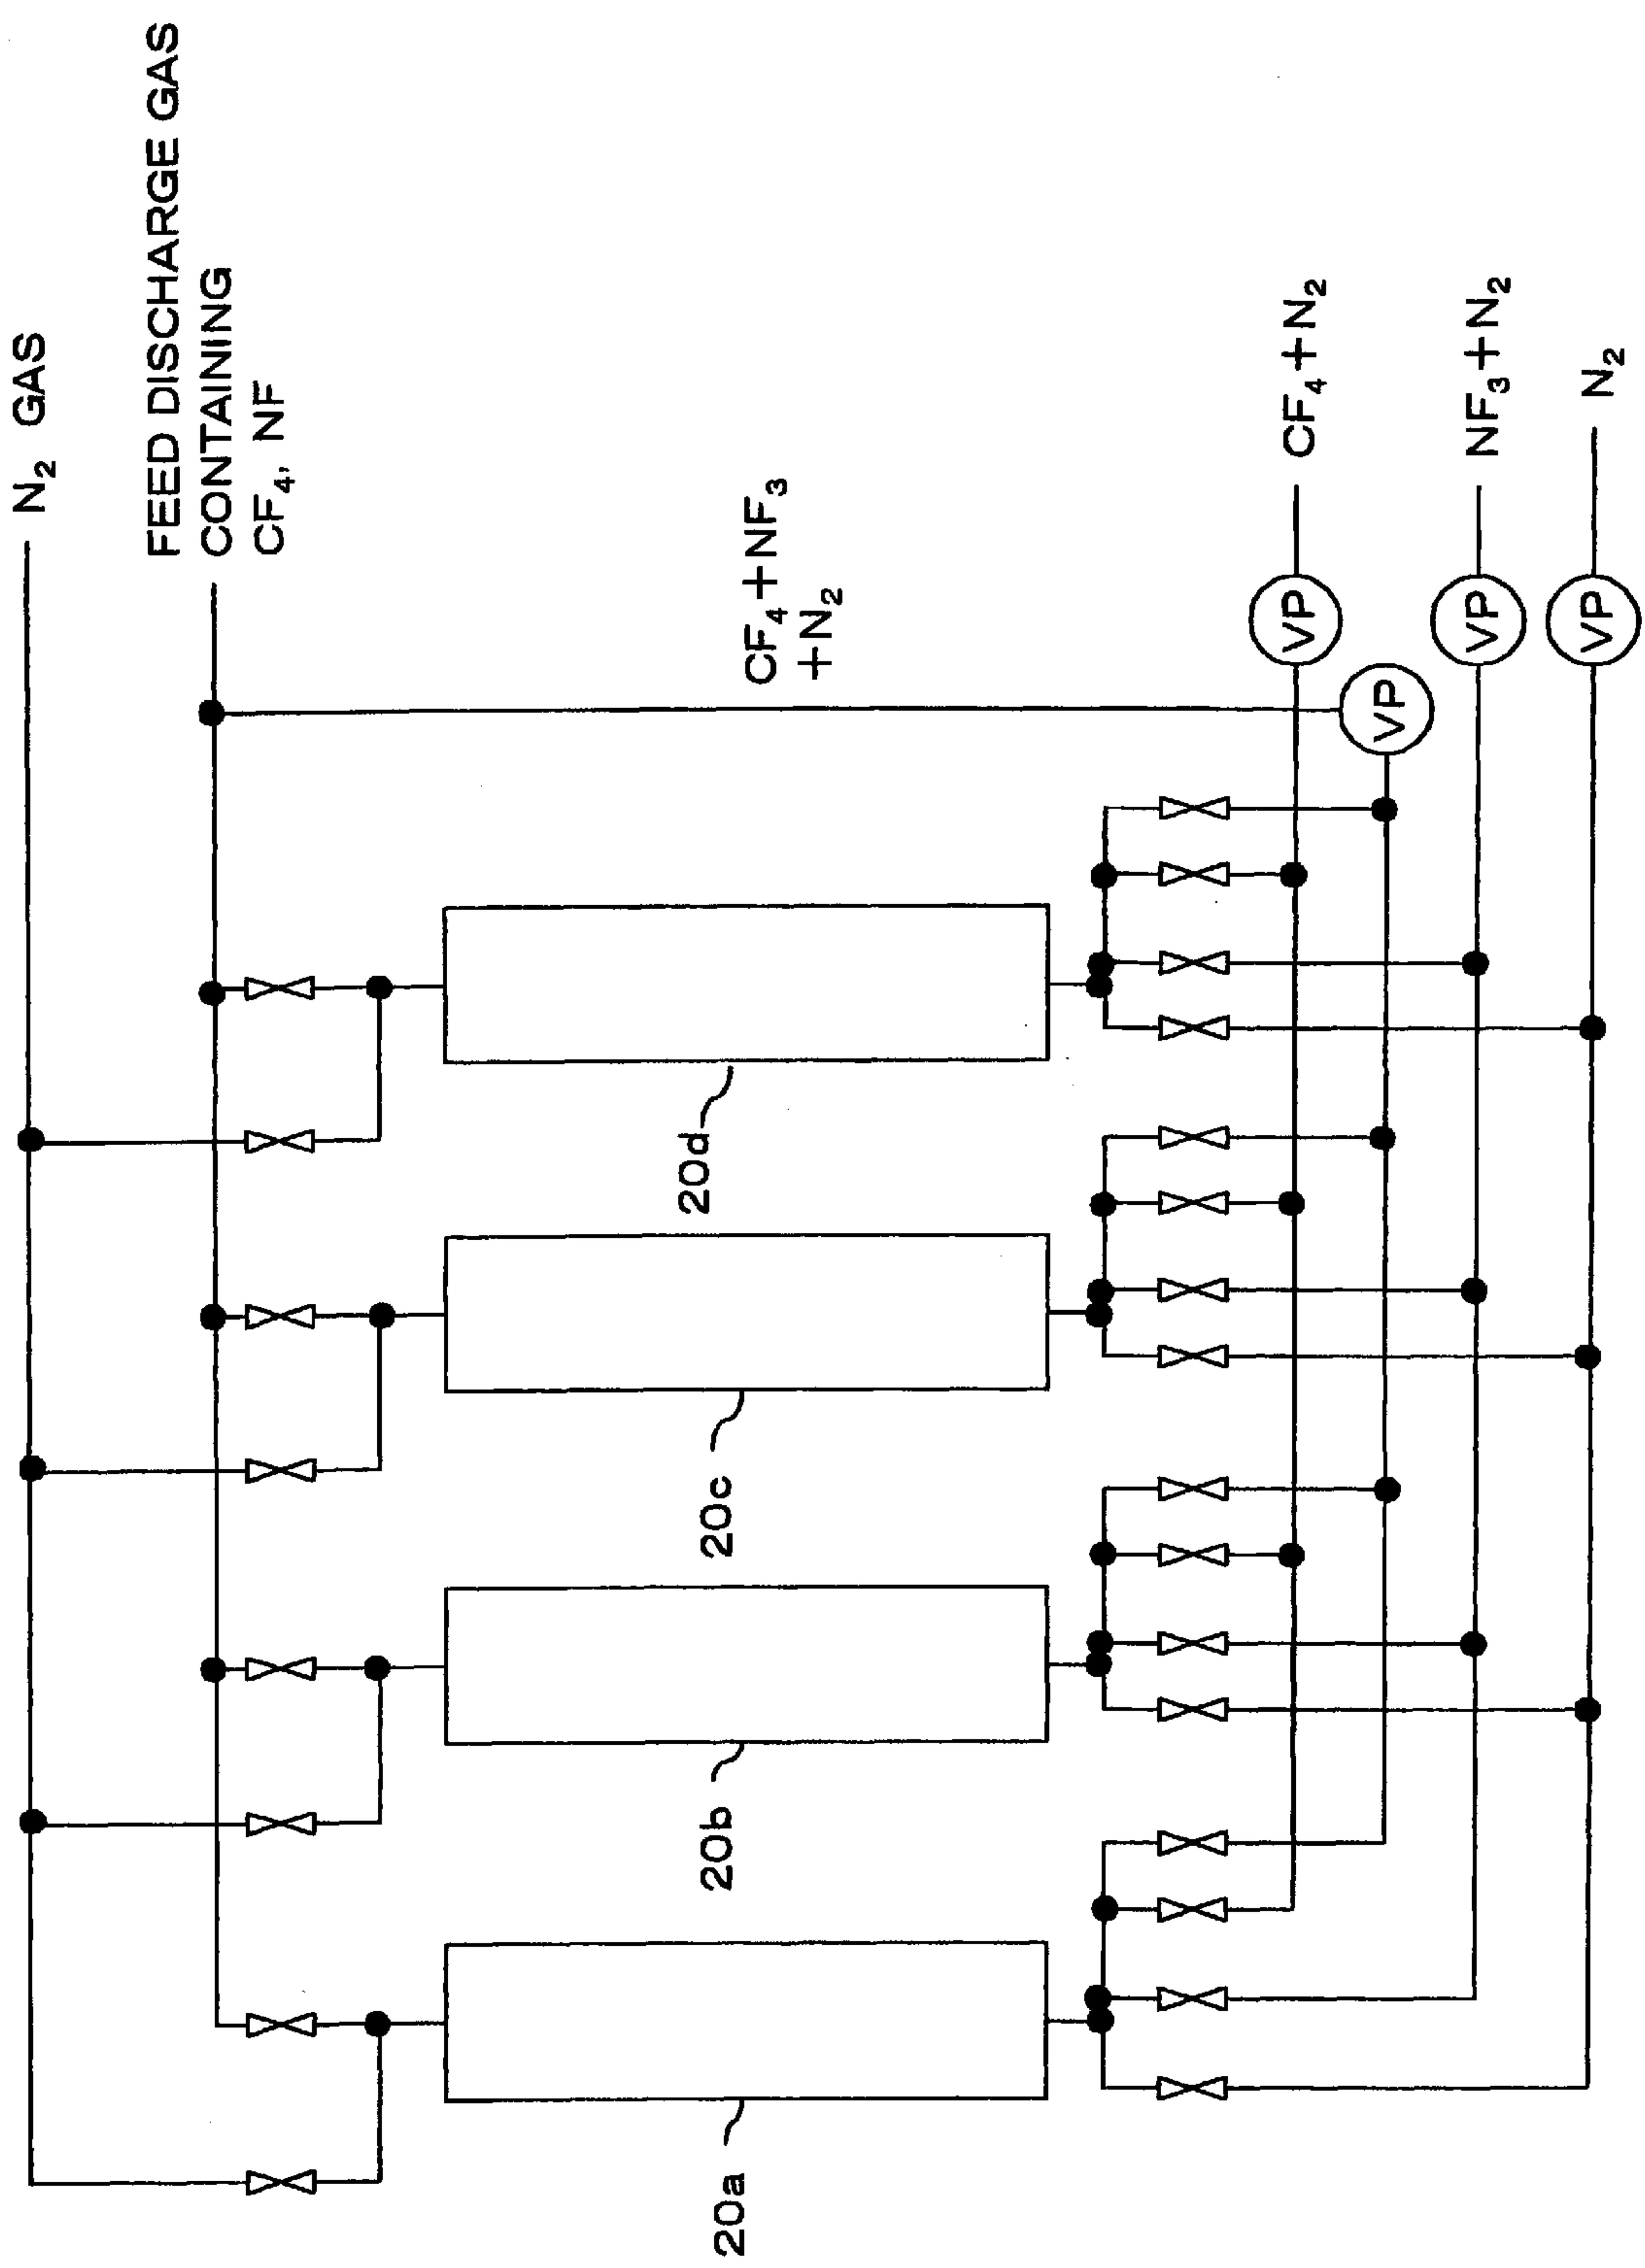 N₂ GAS
FEED DISCHARGE GAS
CONTAINING
CF₄, NF
CF₄+NF₃
+N₂
20a
20b
20c
20d
VP
CF₄+N₂
VP
VP
NF₃+N₂
VP
N₂